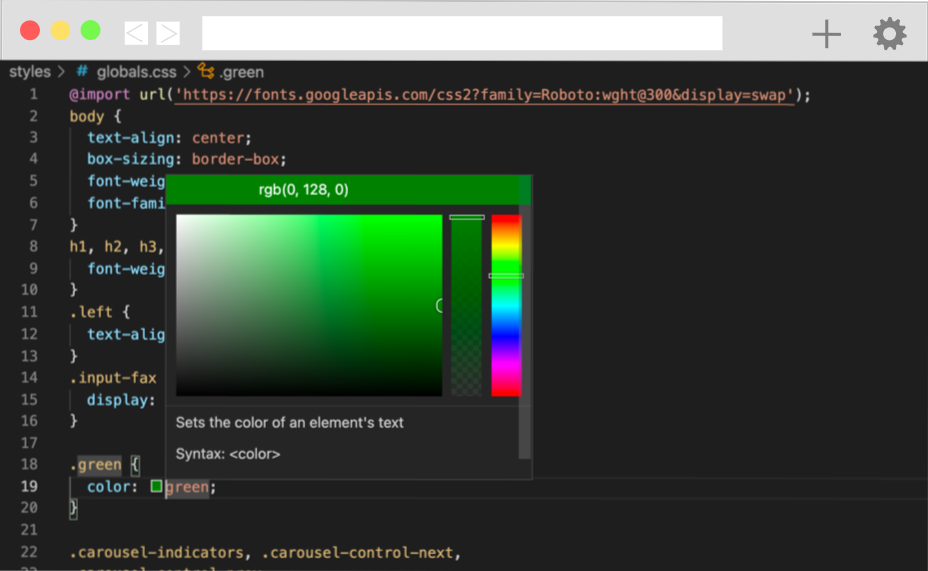 styles > # globals.css > .green
1 @import url('https://fonts.googleapis.com/css2?family=Roboto:wght@300&display=swap');
2 body {
3 text-align: center;
4 box-sizing: border-box;
5 font-weig
6 font-fami
7 }
8 h1, h2, h3,
9 font-weig
10 }
11 .left {
12 text-alig
13 }
14 .input-fax
15 display:
16 }
17
18 .green {
19 color: green;
20 }
21
22 .carousel-indicators, .carousel-control-next,
rgb(0, 128, 0)
Sets the color of an element's text
Syntax: <color>